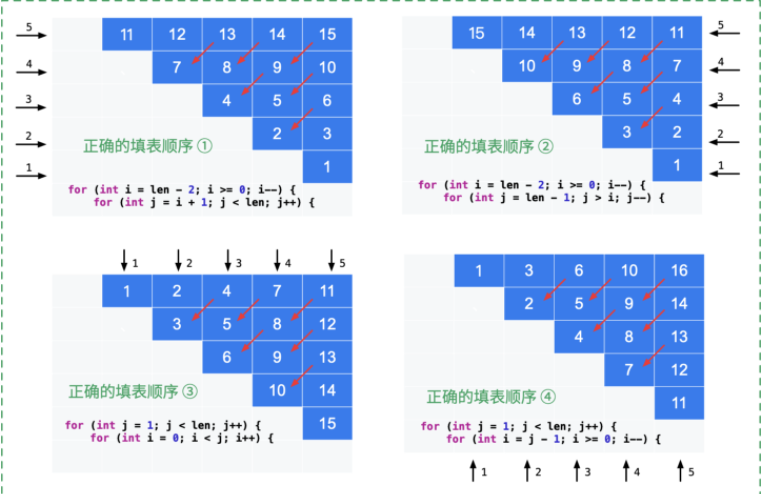 5 11 12 13 14 15
4 7 8 9 10
3 4 5 6
2 2 3
1 1
正确的填表顺序 ①
for (int i = len - 2; i >= 0; i--) {
for (int j = i + 1; j < len; j++) {
15 14 13 12 11 5
10 9 8 7 4
6 5 4 3
3 2 2
1 1
正确的填表顺序 ②
for (int i = len - 2; i >= 0; i--) {
for (int j = len - 1; j > i; j--) {
1 2 3 4 5
1 2 4 7 11
3 5 8 12
6 9 13
10 14
15
正确的填表顺序 ③
for (int j = 1; j < len; j++) {
for (int i = 0; i < j; i++) {
1 3 6 10 16
2 5 9 14
4 8 13
7 12
11
正确的填表顺序 ④
for (int j = 1; j < len; j++) {
for (int i = j - 1; i >= 0; i--) {
1 2 3 4 5